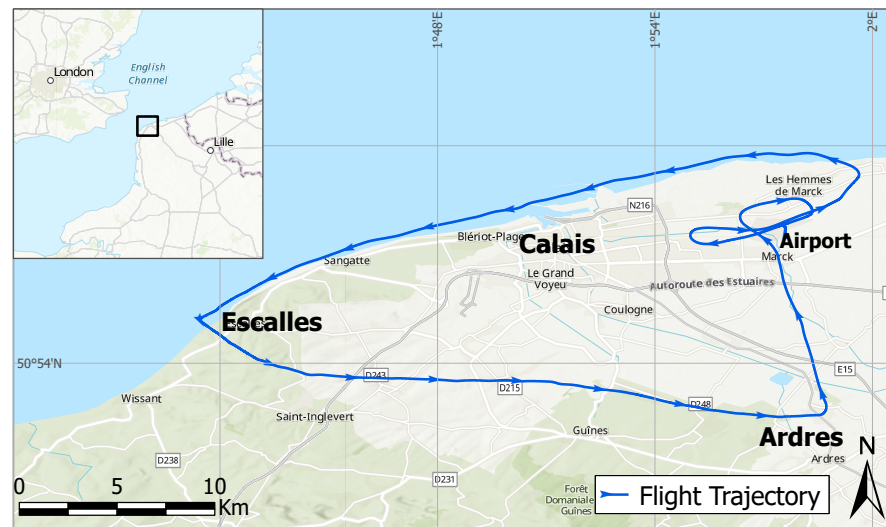 1°48'E
1°54'E
2°E
London
English
Channel
Lille
Les Hemmes
de Marck
N216
Blériot-Plage
Calais
Airport
Marck
Sangatte
Le Grand
Voyeu
Autoroute des Estuaires
Coulogne
Escalles
50°54'N
D243
D215
E15
Wissant
D248
Saint-Inglevert
Guînes
Ardres
Ardres
D238
D231
Forêt
Domaniale
Guînes
N
0 5 10
Km
Flight Trajectory